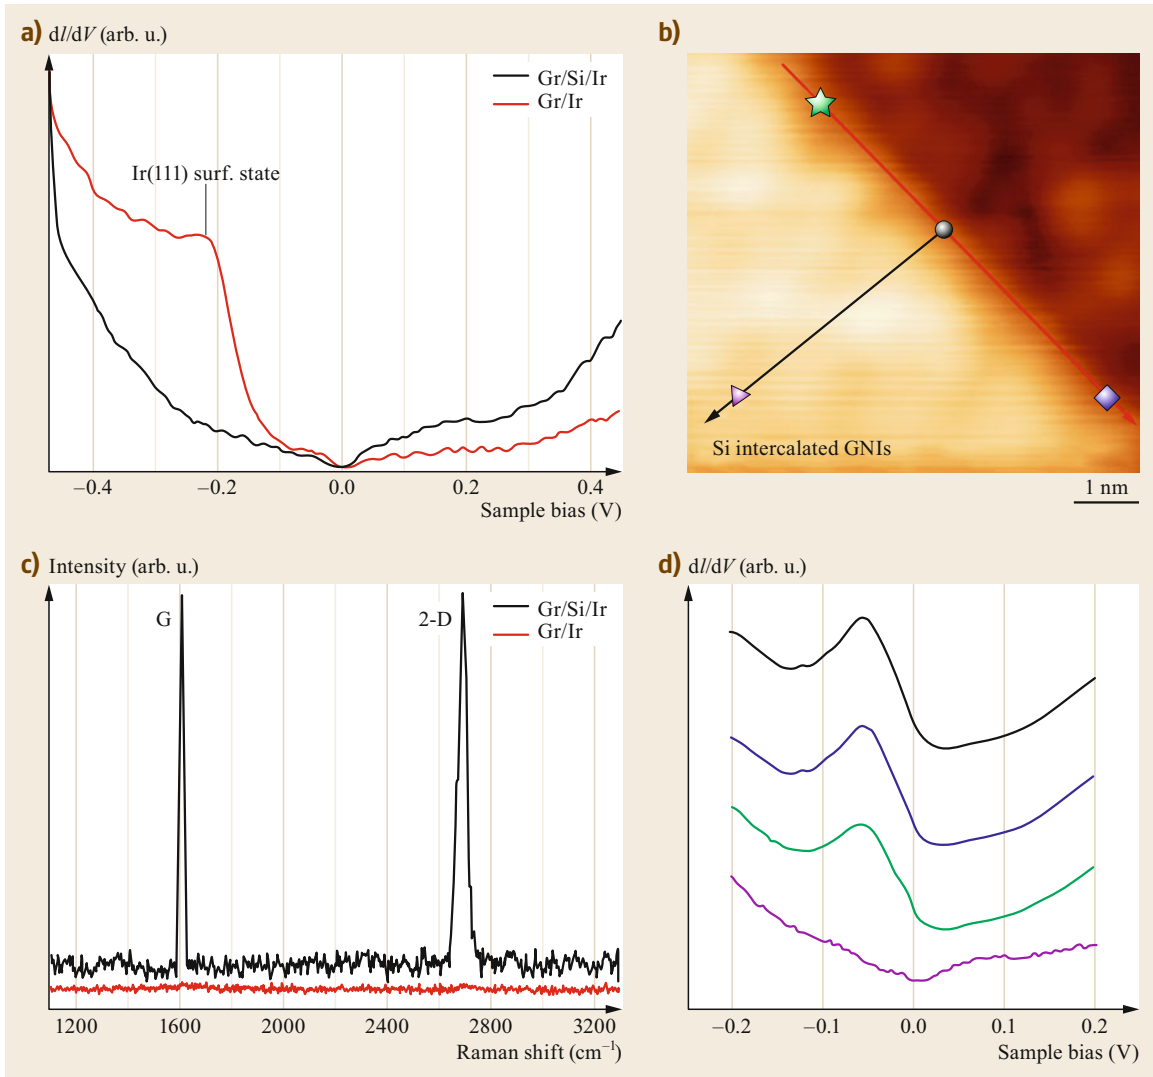 a) dI/dV (arb. u.)
Gr/Si/Ir
Gr/Ir
Ir(111) surf. state
−0.4 −0.2 0.0 0.2 0.4
Sample bias (V)
b)
Si intercalated GNIs
1 nm
c) Intensity (arb. u.)
G 2-D
Gr/Si/Ir
Gr/Ir
1200 1600 2000 2400 2800 3200
Raman shift (cm⁻¹)
d) dI/dV (arb. u.)
−0.2 −0.1 0.0 0.1 0.2
Sample bias (V)